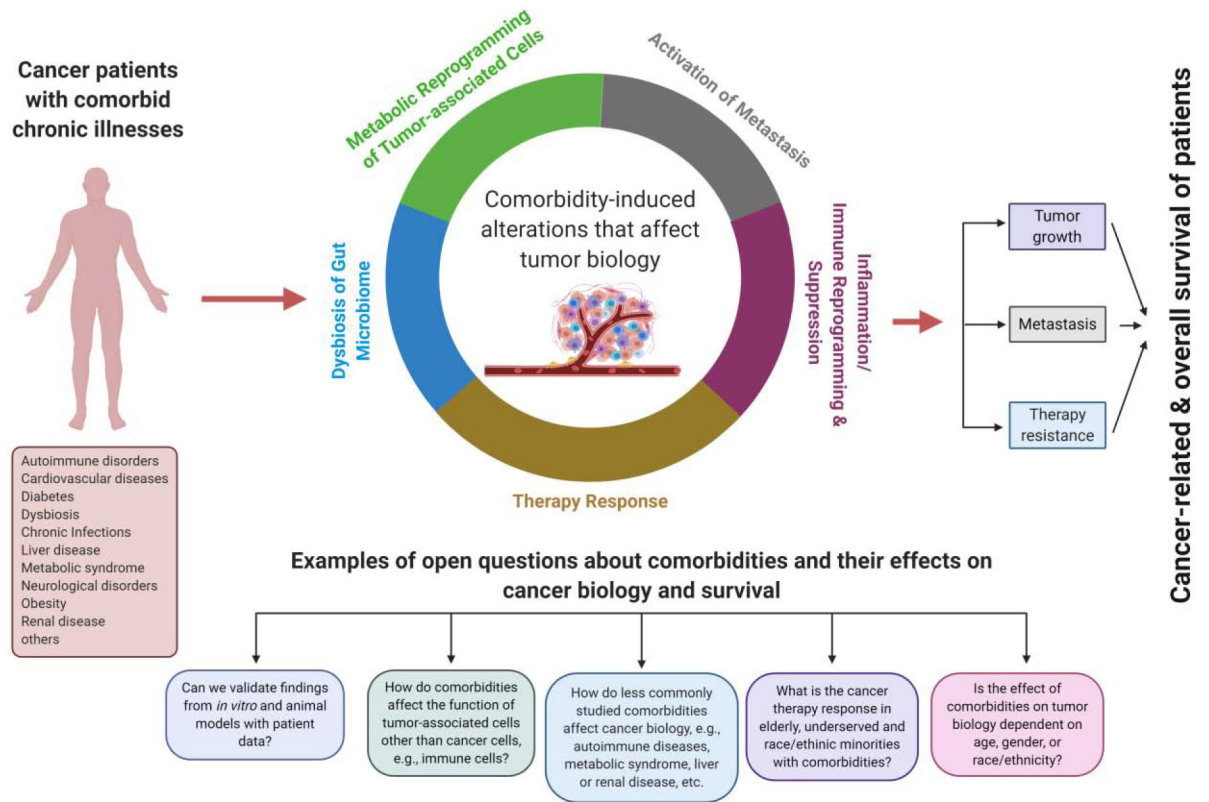 Cancer patients
with comorbid
chronic illnesses
Autoimmune disorders
Cardiovascular diseases
Diabetes
Dysbiosis
Chronic Infections
Liver disease
Metabolic syndrome
Neurological disorders
Obesity
Renal disease
others
Metabolic Reprogramming
of Tumor-associated Cells
Activation of Metastasis
Dysbiosis of Gut
Microbiome
Comorbidity-induced
alterations that affect
tumor biology
Inflammation/
Immune Reprogramming &
Suppression
Therapy Response
Tumor
growth
Metastasis
Therapy
resistance
Cancer-related & overall survival of patients
Examples of open questions about comorbidities and their effects on
cancer biology and survival
Can we validate findings
from in vitro and animal
models with patient
data?
How do comorbidities
affect the function of
tumor-associated cells
other than cancer cells,
e.g., immune cells?
How do less commonly
studied comorbidities
affect cancer biology, e.g.,
autoimmune diseases,
metabolic syndrome, liver
or renal disease, etc.
What is the cancer
therapy response in
elderly, underserved and
race/ethinic minorities
with comorbidities?
Is the effect of
comorbidities on tumor
biology dependent on
age, gender, or
race/ethnicity?